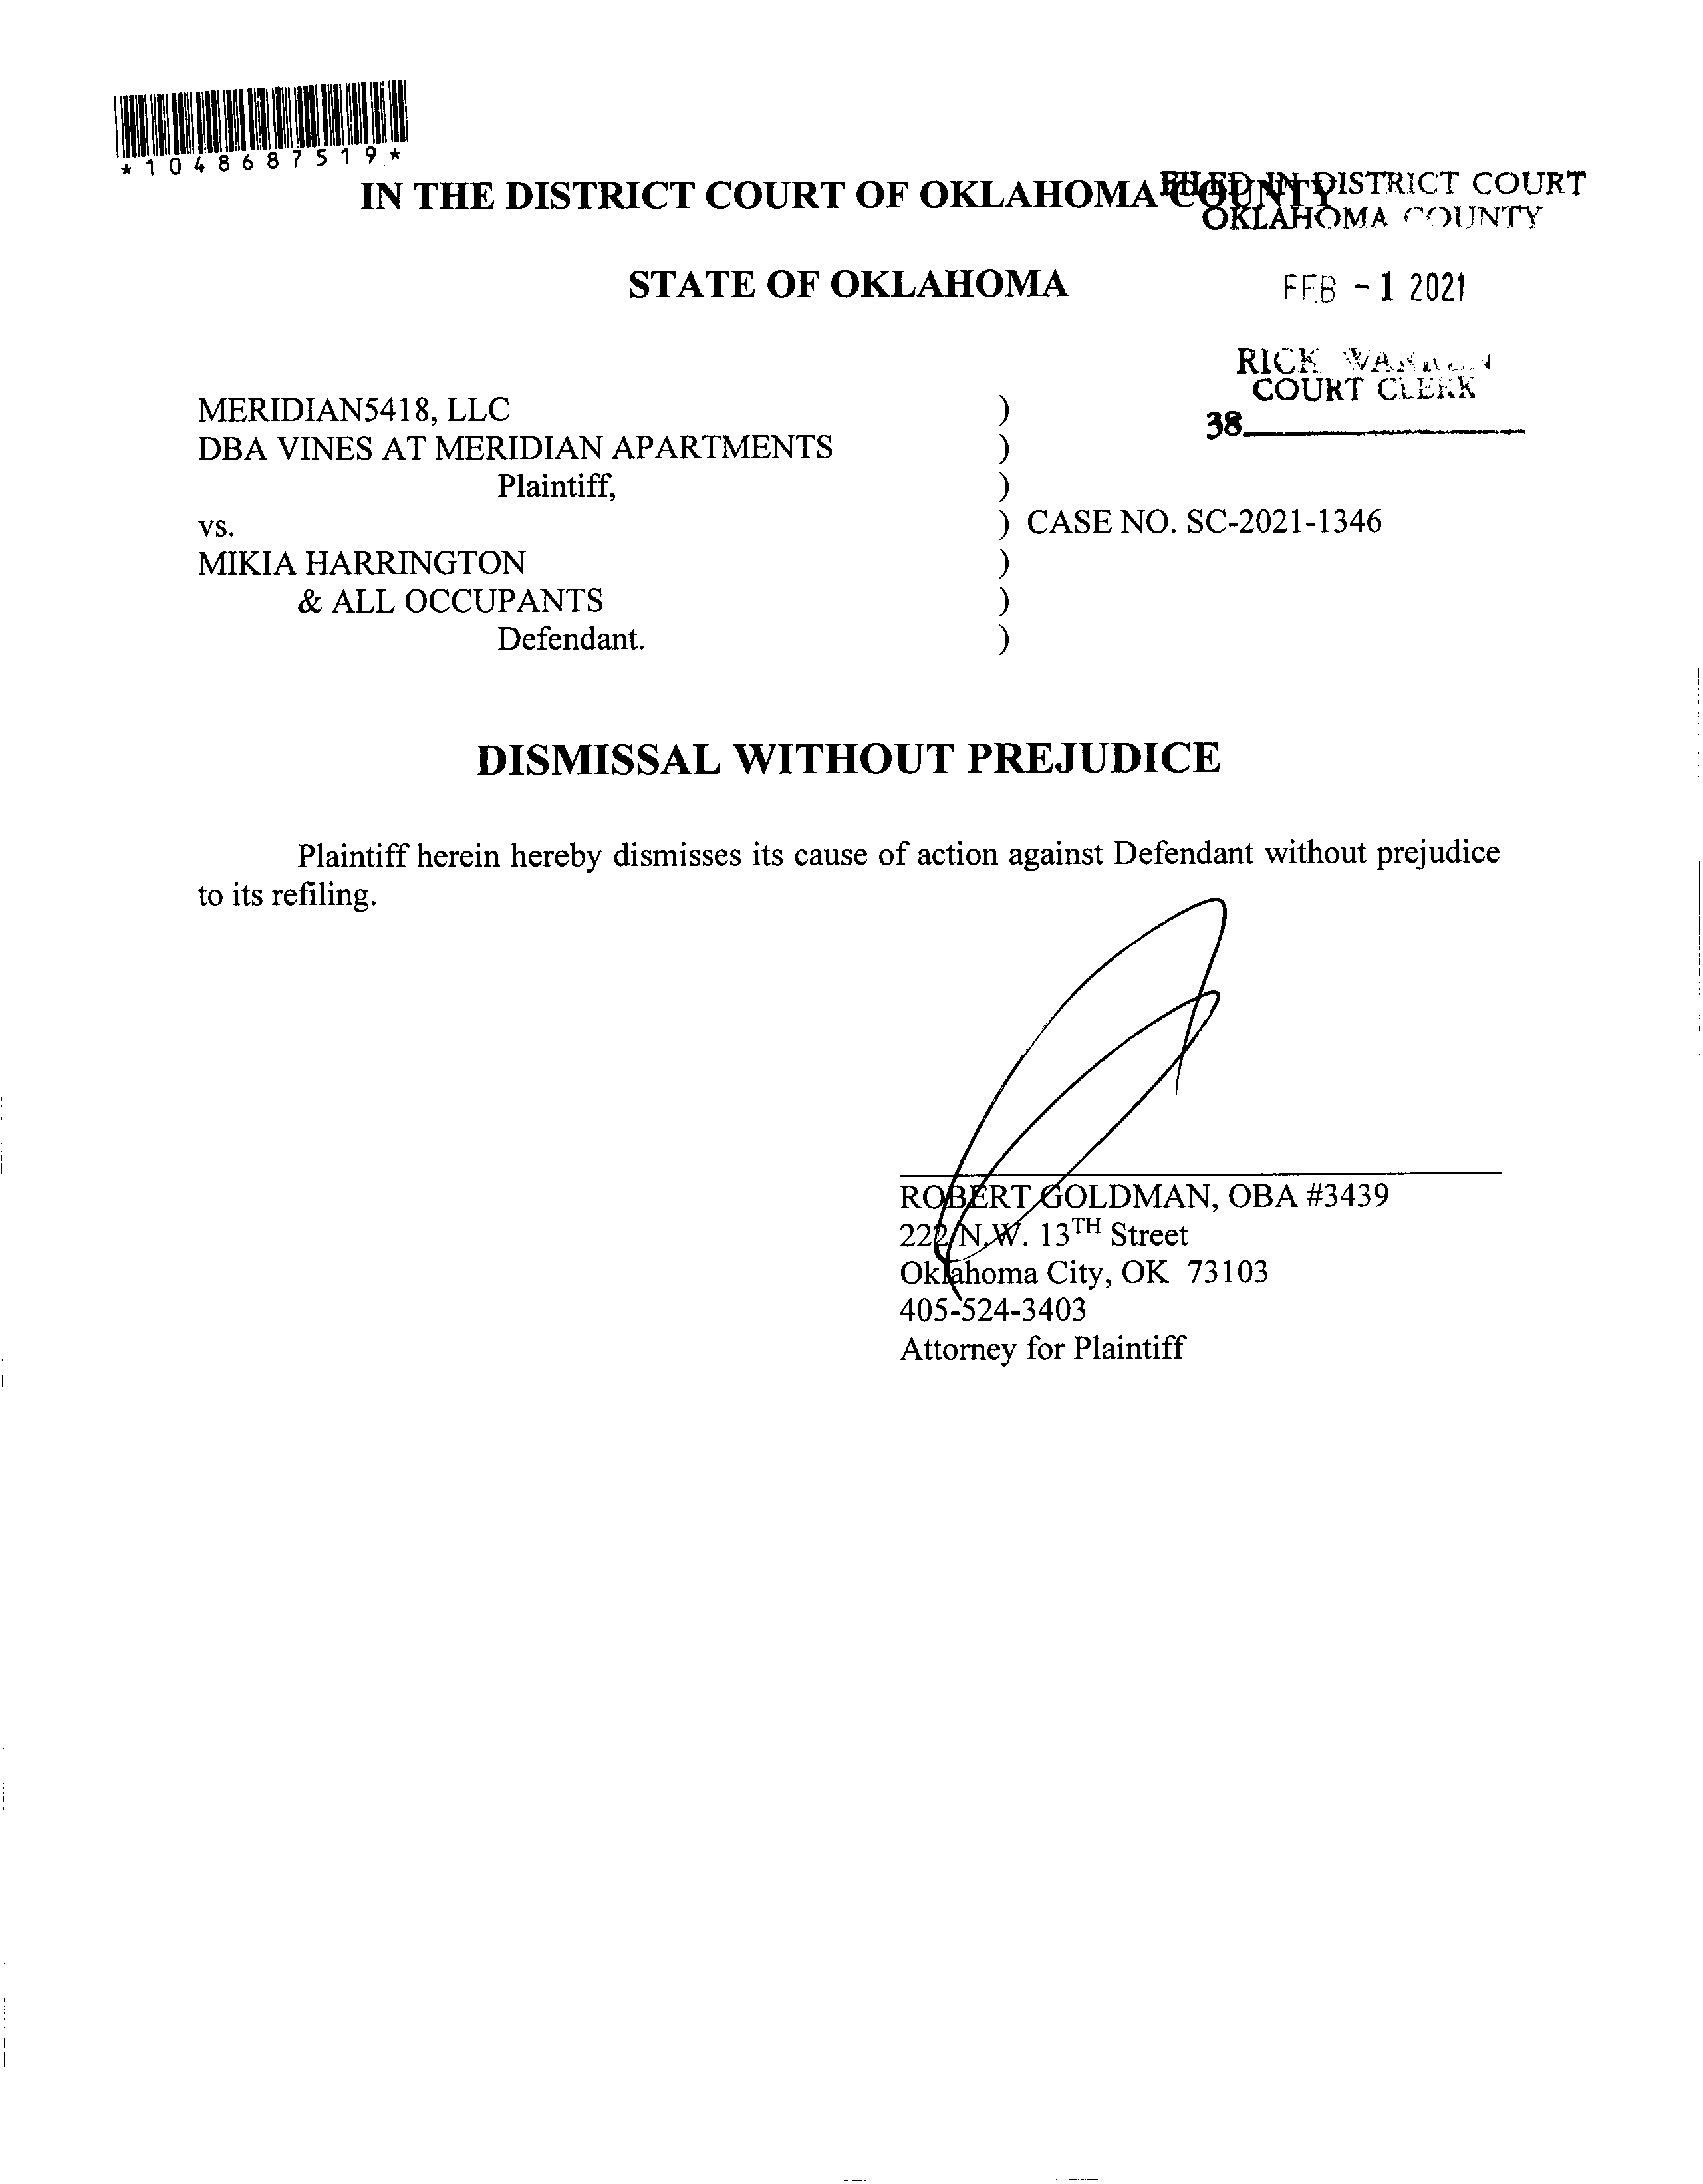 *1048687519*
IN THE DISTRICT COURT OF OKLAHOMA COUNTY
FILED IN DISTRICT COURT
OKLAHOMA COUNTY
STATE OF OKLAHOMA
FEB - 1 2021
RICK WARREN
COURT CLERK
38
MERIDIAN5418, LLC )
DBA VINES AT MERIDIAN APARTMENTS )
Plaintiff, )
vs. ) CASE NO. SC-2021-1346
MIKIA HARRINGTON )
& ALL OCCUPANTS )
Defendant. )
DISMISSAL WITHOUT PREJUDICE
Plaintiff herein hereby dismisses its cause of action against Defendant without prejudice
to its refiling.
ROBERT GOLDMAN, OBA #3439
222 N.W. 13TH Street
Oklahoma City, OK 73103
405-524-3403
Attorney for Plaintiff